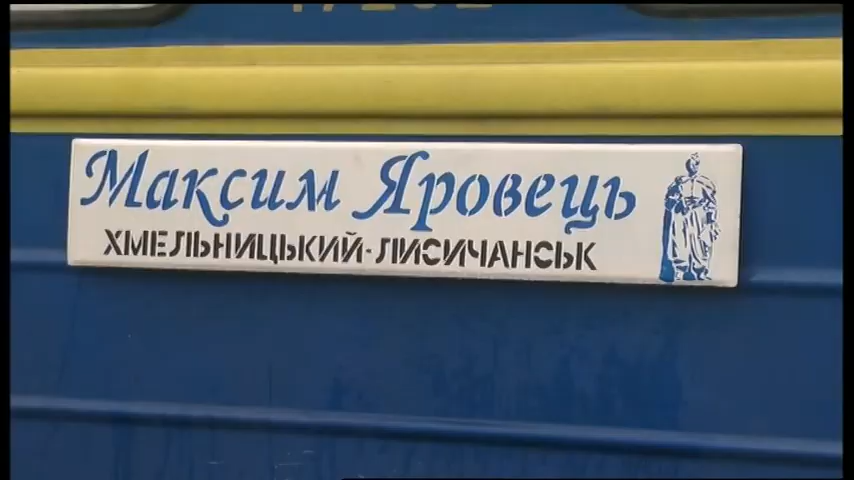 Максим Яровець
ХМЕЛЬНИЦЬКИЙ-ЛИСИЧАНСЬК